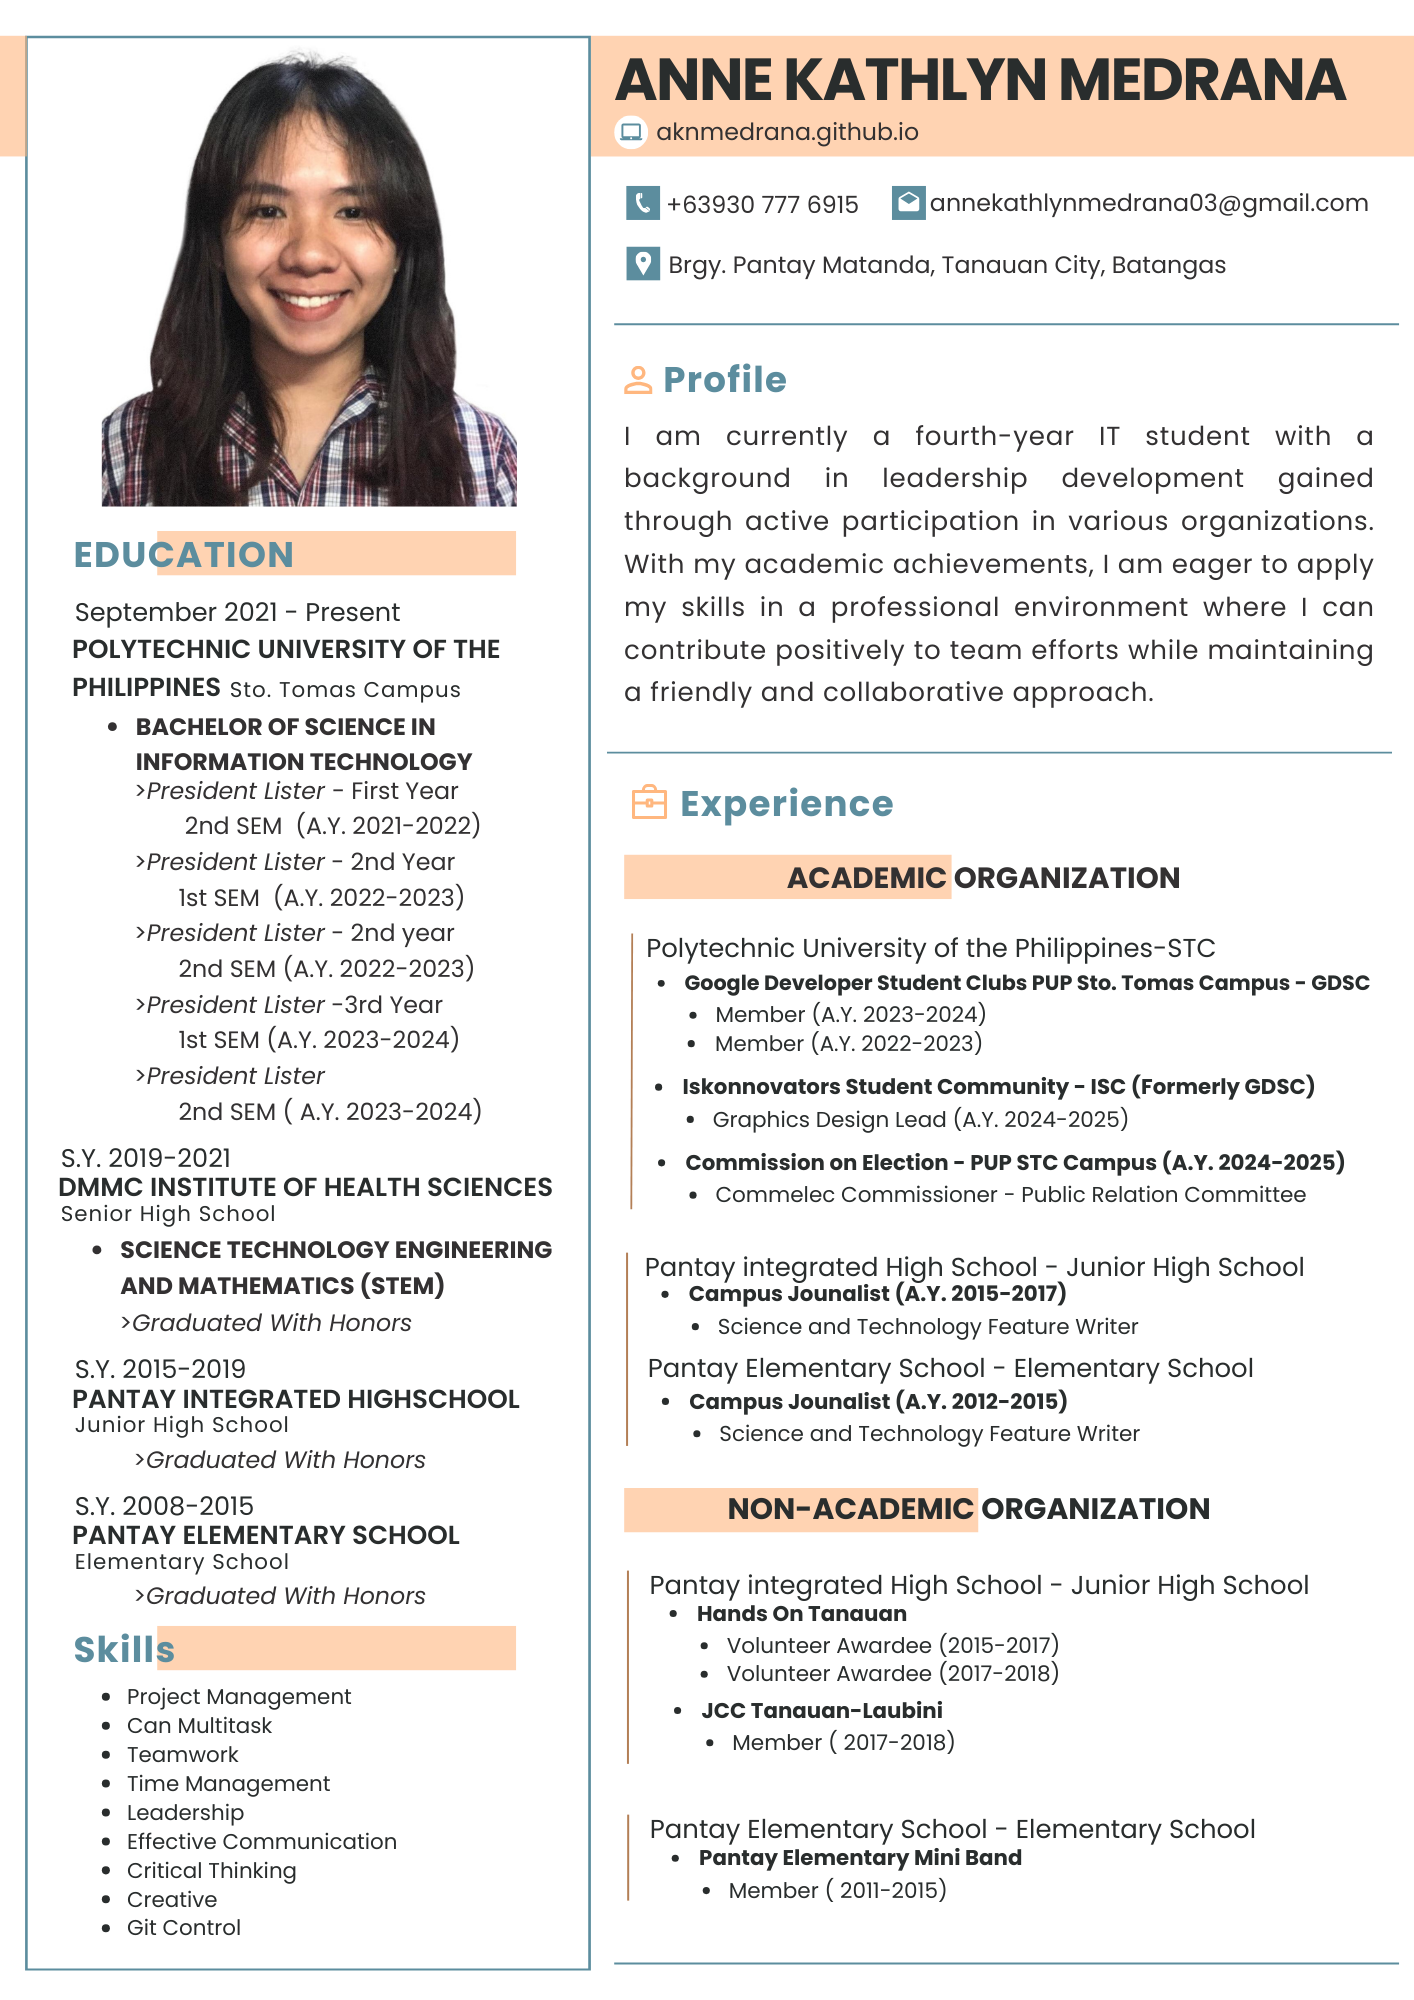 ANNE KATHLYN MEDRANA
aknmedrana.github.io
+63930 777 6915
annekathlynmedrana03@gmail.com
Brgy. Pantay Matanda, Tanauan City, Batangas
EDUCATION
September 2021 - Present
POLYTECHNIC UNIVERSITY OF THE
PHILIPPINES Sto. Tomas Campus
• BACHELOR OF SCIENCE IN
INFORMATION TECHNOLOGY
>President Lister - First Year
2nd SEM (A.Y. 2021-2022)
>President Lister - 2nd Year
1st SEM (A.Y. 2022-2023)
>President Lister - 2nd year
2nd SEM (A.Y. 2022-2023)
>President Lister -3rd Year
1st SEM (A.Y. 2023-2024)
>President Lister
2nd SEM ( A.Y. 2023-2024)
S.Y. 2019-2021
DMMC INSTITUTE OF HEALTH SCIENCES
Senior High School
• SCIENCE TECHNOLOGY ENGINEERING
AND MATHEMATICS (STEM)
>Graduated With Honors
S.Y. 2015-2019
PANTAY INTEGRATED HIGHSCHOOL
Junior High School
>Graduated With Honors
S.Y. 2008-2015
PANTAY ELEMENTARY SCHOOL
Elementary School
>Graduated With Honors
Skills
• Project Management
• Can Multitask
• Teamwork
• Time Management
• Leadership
• Effective Communication
• Critical Thinking
• Creative
• Git Control
Profile
I am currently a fourth-year IT student with a
background in leadership development gained
through active participation in various organizations.
With my academic achievements, I am eager to apply
my skills in a professional environment where I can
contribute positively to team efforts while maintaining
a friendly and collaborative approach.
Experience
ACADEMIC ORGANIZATION
Polytechnic University of the Philippines-STC
• Google Developer Student Clubs PUP Sto. Tomas Campus - GDSC
• Member (A.Y. 2023-2024)
• Member (A.Y. 2022-2023)
• Iskonnovators Student Community - ISC (Formerly GDSC)
• Graphics Design Lead (A.Y. 2024-2025)
• Commission on Election - PUP STC Campus (A.Y. 2024-2025)
• Commelec Commissioner - Public Relation Committee
Pantay integrated High School - Junior High School
• Campus Jounalist (A.Y. 2015-2017)
• Science and Technology Feature Writer
Pantay Elementary School - Elementary School
• Campus Jounalist (A.Y. 2012-2015)
• Science and Technology Feature Writer
NON-ACADEMIC ORGANIZATION
Pantay integrated High School - Junior High School
• Hands On Tanauan
• Volunteer Awardee (2015-2017)
• Volunteer Awardee (2017-2018)
• JCC Tanauan-Laubini
• Member ( 2017-2018)
Pantay Elementary School - Elementary School
• Pantay Elementary Mini Band
• Member ( 2011-2015)